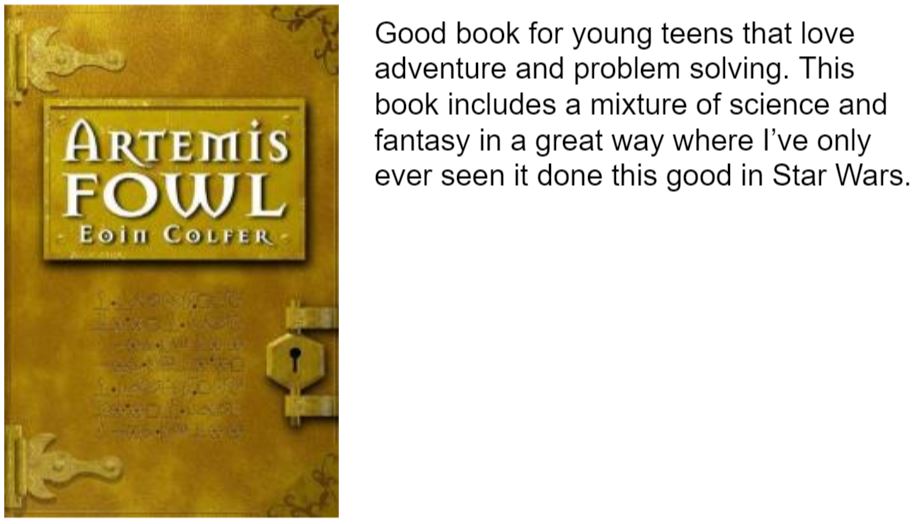 ARTEMIS
FOWL
EOIN COLFER
Good book for young teens that love
adventure and problem solving. This
book includes a mixture of science and
fantasy in a great way where I’ve only
ever seen it done this good in Star Wars.